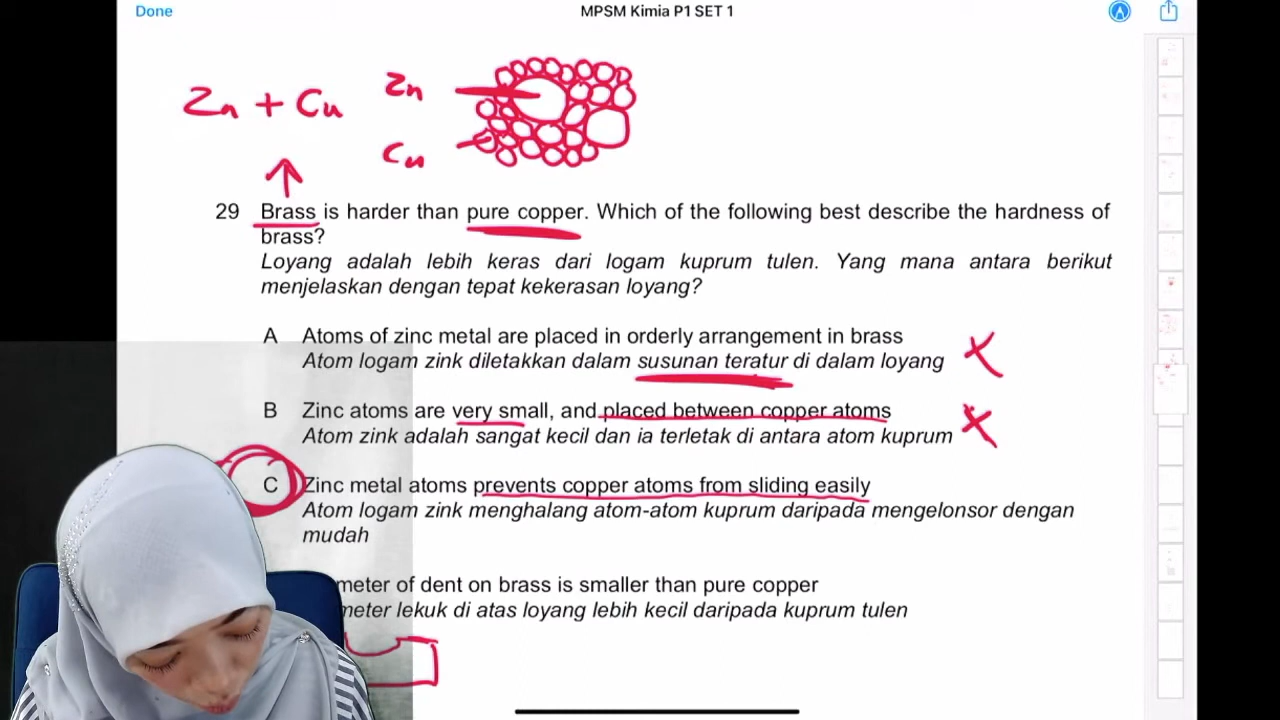 Done
MPSM Kimia P1 SET 1
Zn + Cu
Zn
Cu
29 Brass is harder than pure copper. Which of the following best describe the hardness of
brass?
Loyang adalah lebih keras dari logam kuprum tulen. Yang mana antara berikut
menjelaskan dengan tepat kekerasan loyang?
A Atoms of zinc metal are placed in orderly arrangement in brass
Atom logam zink diletakkan dalam susunan teratur di dalam loyang
B Zinc atoms are very small, and placed between copper atoms
Atom zink adalah sangat kecil dan ia terletak di antara atom kuprum
C Zinc metal atoms prevents copper atoms from sliding easily
Atom logam zink menghalang atom-atom kuprum daripada mengelonsor dengan
mudah
meter of dent on brass is smaller than pure copper
meter lekuk di atas loyang lebih kecil daripada kuprum tulen